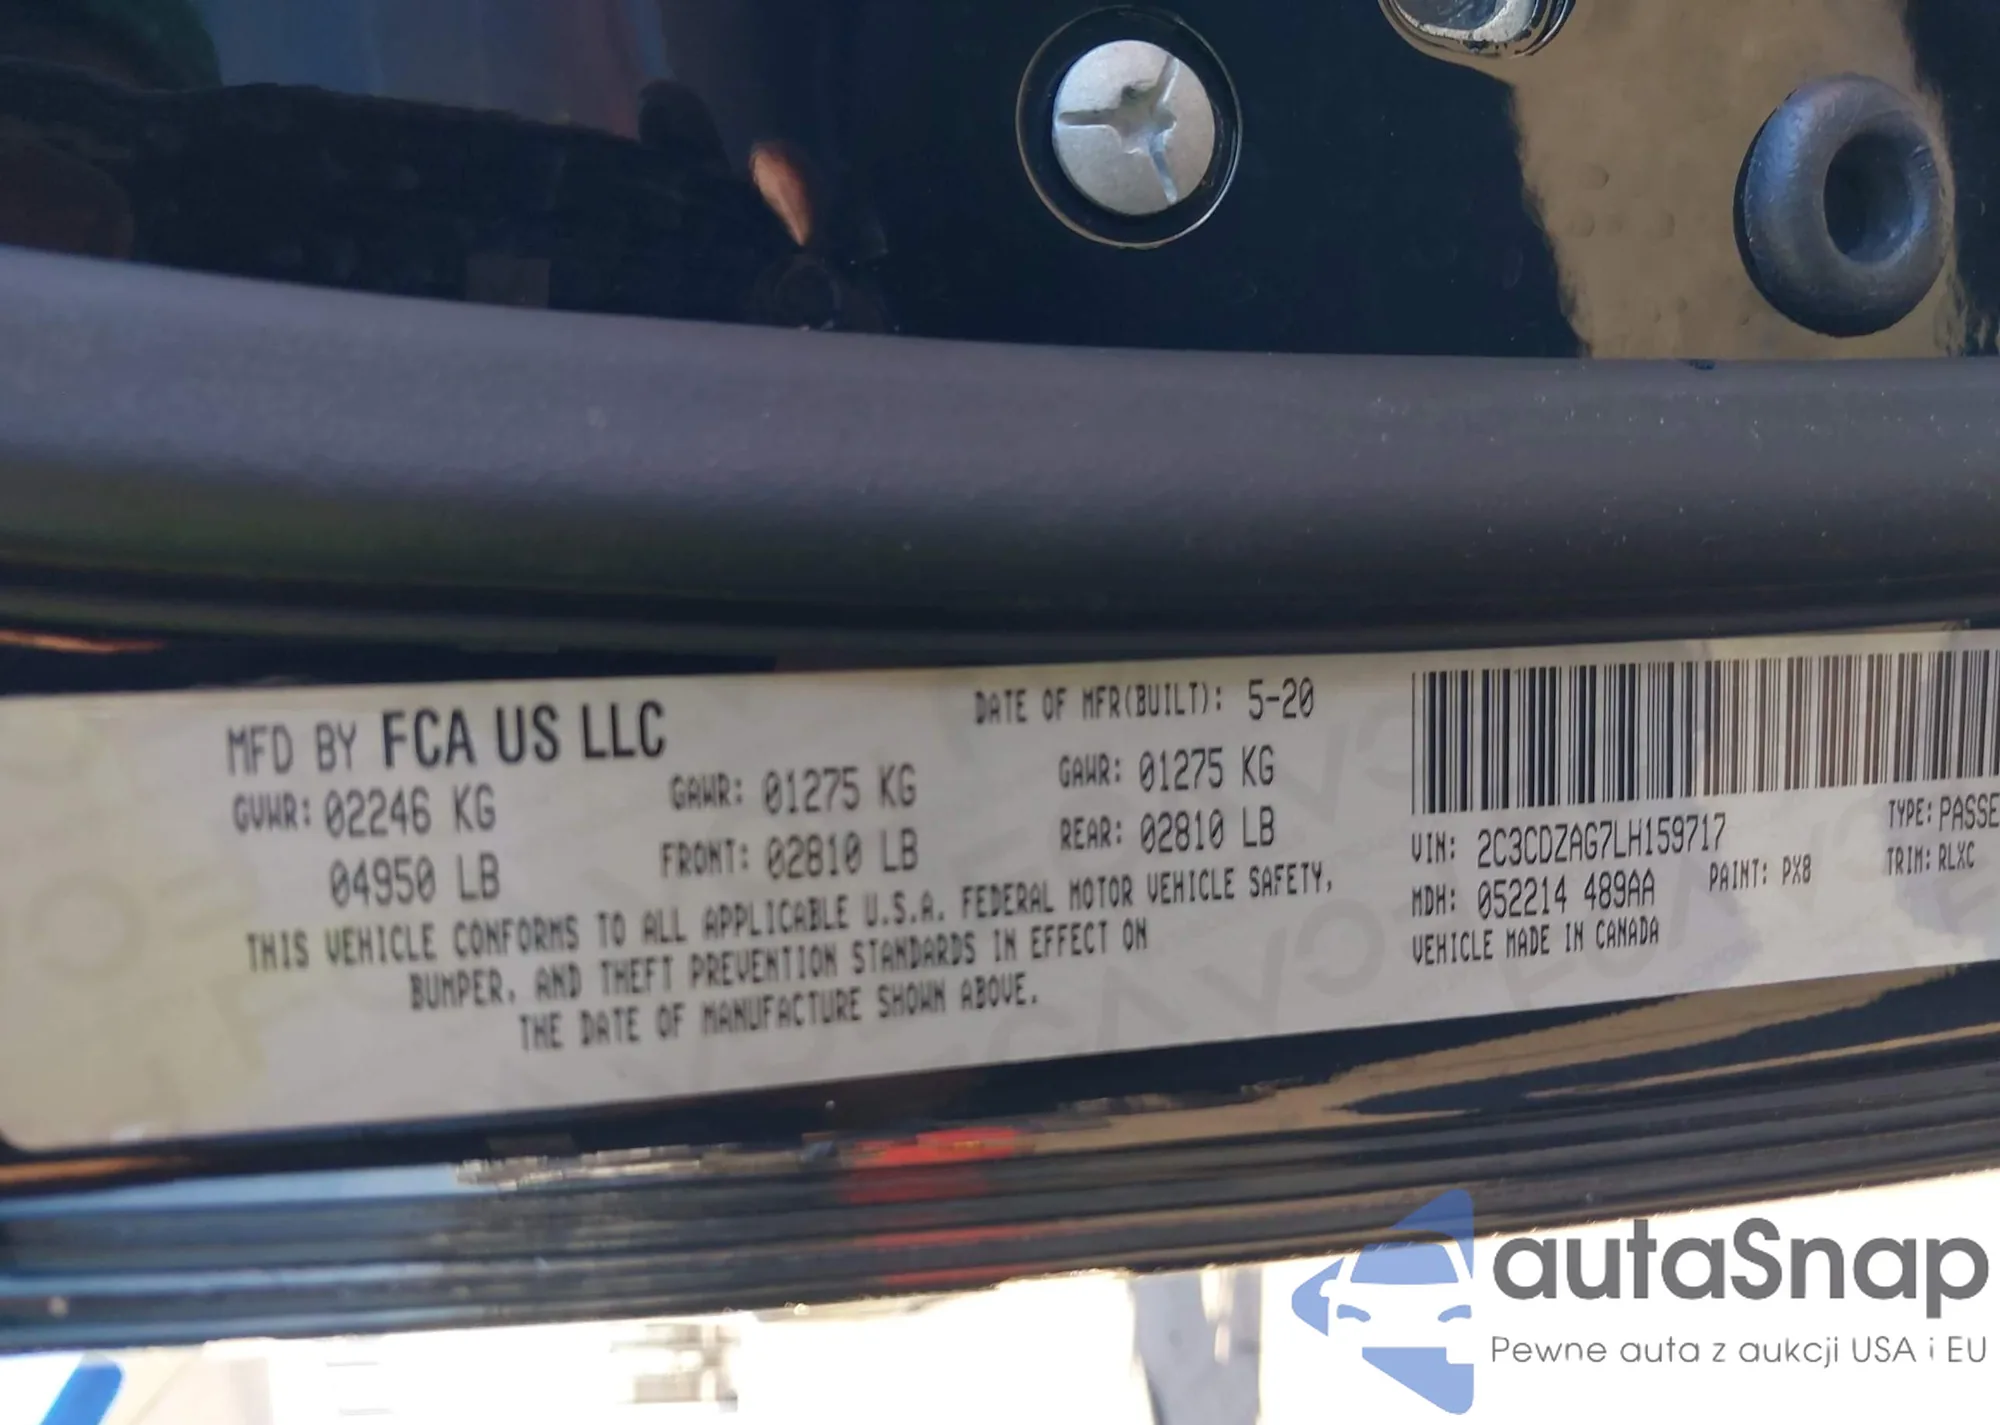 MFD BY FCA US LLC
DATE OF MFR(BUILT): 5-20
GVWR: 02246 KG
04950 LB
GAWR: 01275 KG
FRONT: 02810 LB
GAWR: 01275 KG
REAR: 02810 LB
THIS VEHICLE CONFORMS TO ALL APPLICABLE U.S.A. FEDERAL MOTOR VEHICLE SAFETY,
BUMPER, AND THEFT PREVENTION STANDARDS IN EFFECT ON
THE DATE OF MANUFACTURE SHOWN ABOVE.
VIN: 2C3CDZAG7LH159717
TYPE: PASSE
MDH: 052214 489AA
PAINT: PX8
TRIM: RLXC
VEHICLE MADE IN CANADA
autaSnap
Pewne auta z aukcji USA i EU